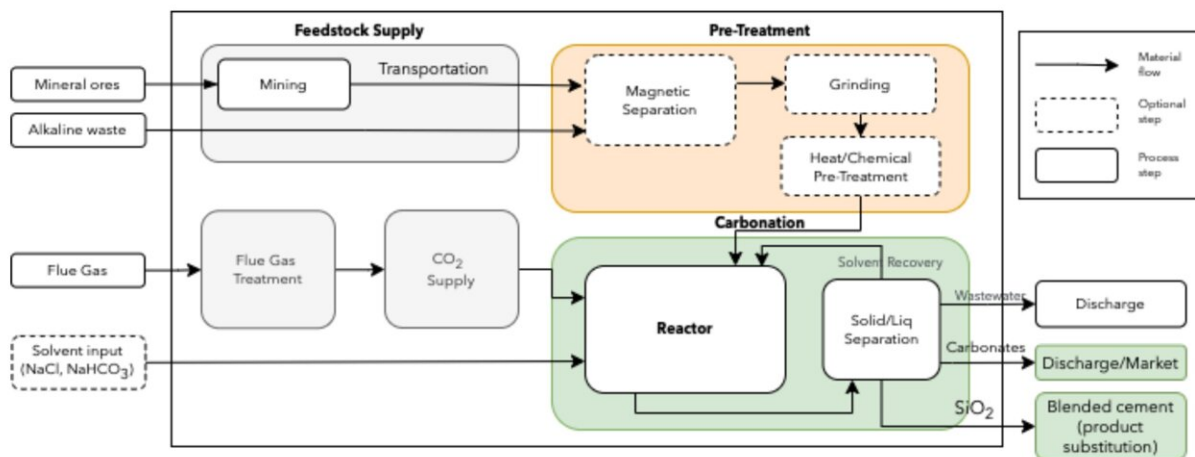 Feedstock Supply
Pre-Treatment
Mineral ores
Mining
Transportation
Magnetic
Separation
Grinding
Alkaline waste
Heat/Chemical
Pre-Treatment
Material
flow
Optional
step
Process
step
Carbonation
Flue Gas
Flue Gas
Treatment
CO2
Supply
Solvent Recovery
Reactor
Solid/Liq
Separation
Wastewater
Discharge
Solvent input
(NaCl, NaHCO3)
Carbonates
Discharge/Market
SiO2
Blended cement
(product
substitution)